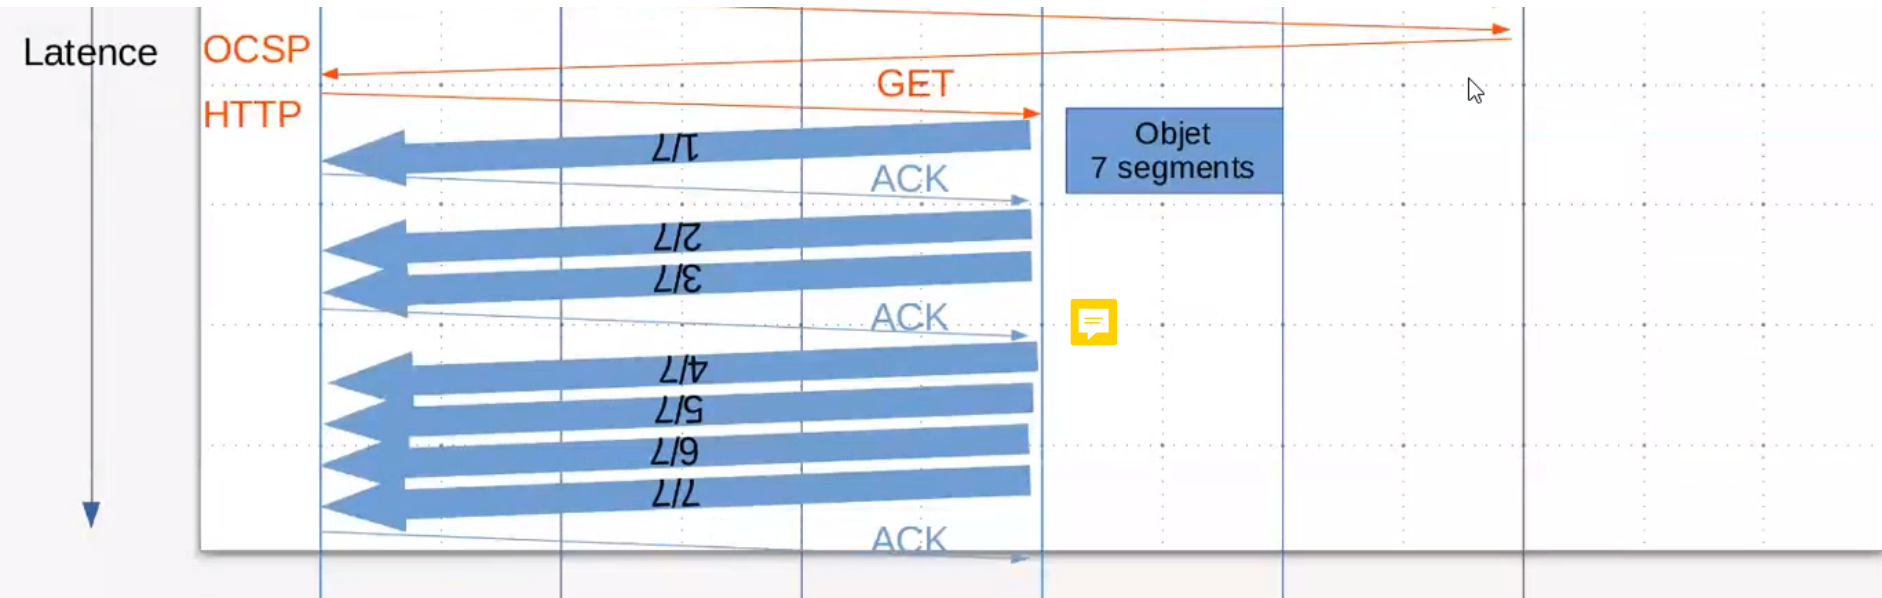 Latence
OCSP
GET
HTTP
Objet
7 segments
1/7
ACK
2/7
3/7
ACK
4/7
5/7
6/7
7/7
ACK